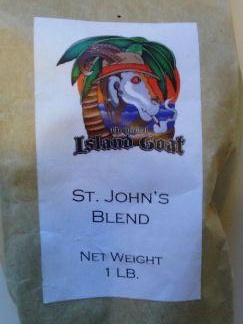 Island Goat
ST. JOHN'S
BLEND
NET WEIGHT
1 LB.